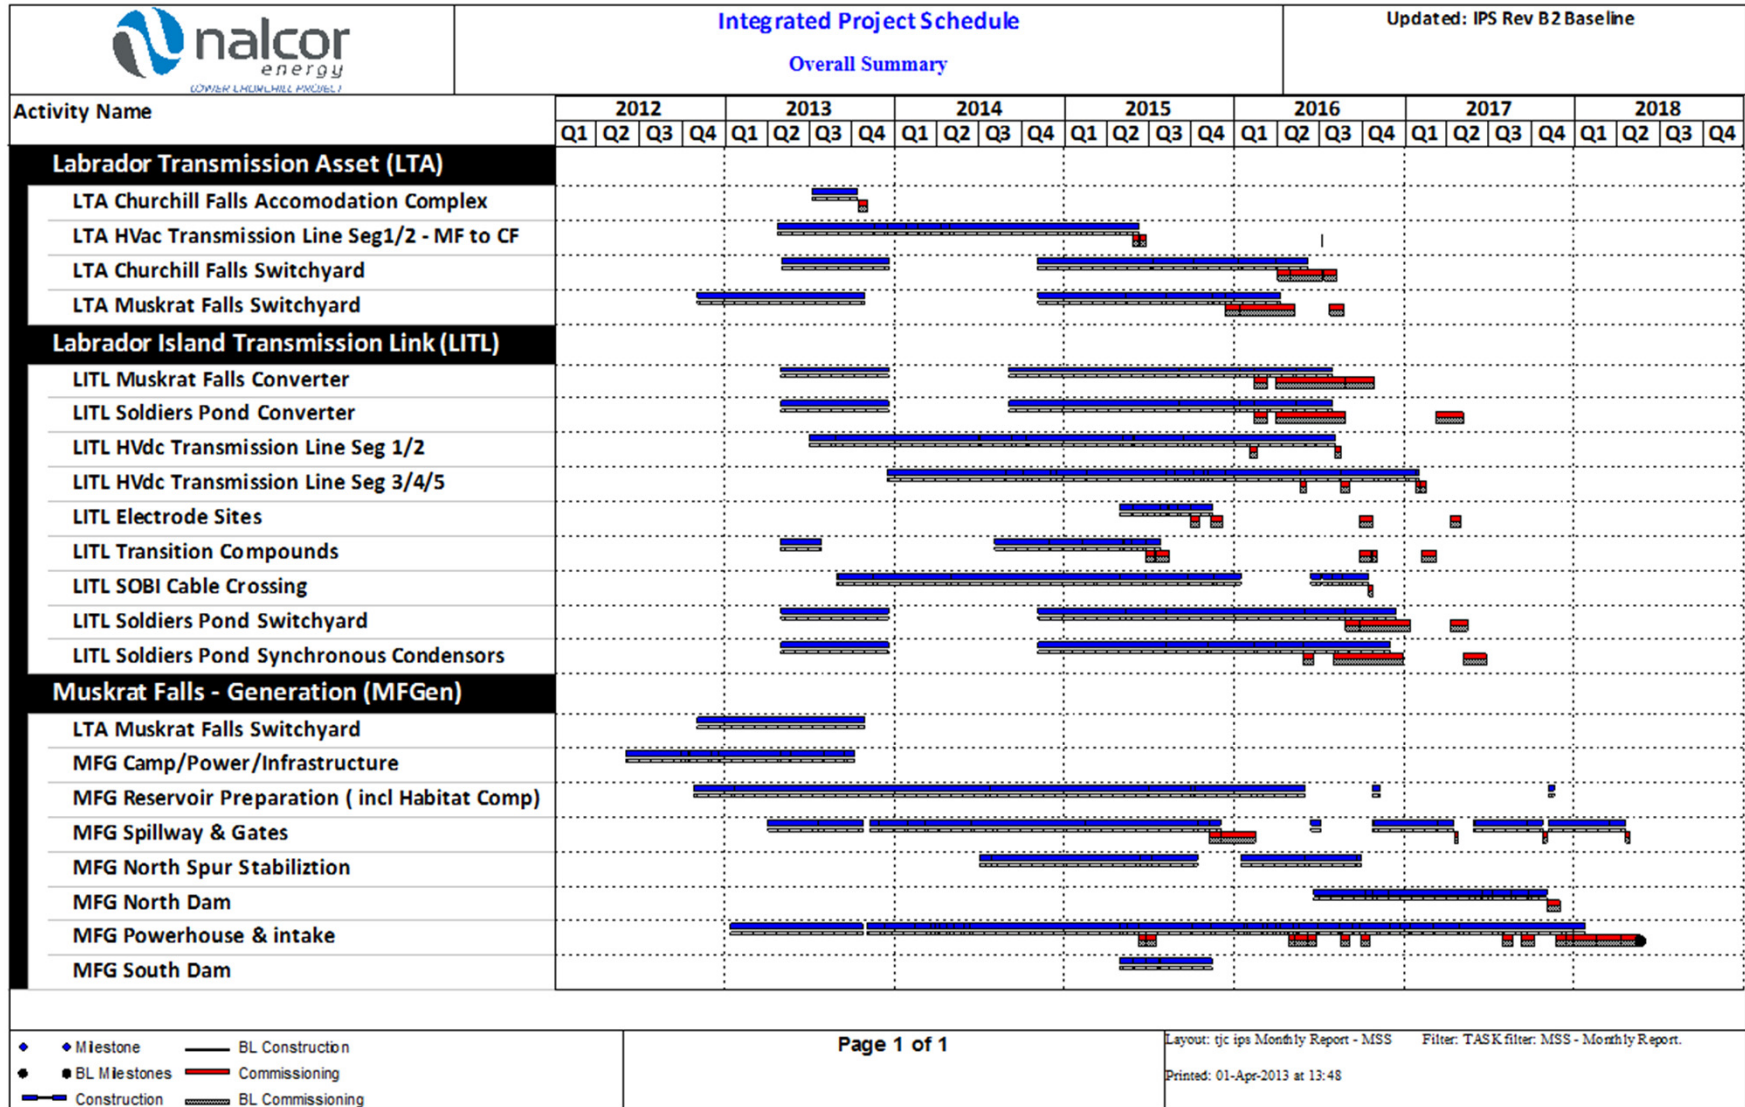 nalcor
energy
LOWER CHURCHILL PROJECT
Integrated Project Schedule
Overall Summary
Updated: IPS Rev B2 Baseline
Activity Name
2012 2013 2014 2015 2016 2017 2018
Q1 Q2 Q3 Q4 Q1 Q2 Q3 Q4 Q1 Q2 Q3 Q4 Q1 Q2 Q3 Q4 Q1 Q2 Q3 Q4 Q1 Q2 Q3 Q4 Q1 Q2 Q3 Q4
Labrador Transmission Asset (LTA)
LTA Churchill Falls Accomodation Complex
LTA HVac Transmission Line Seg1/2 - MF to CF
LTA Churchill Falls Switchyard
LTA Muskrat Falls Switchyard
Labrador Island Transmission Link (LITL)
LITL Muskrat Falls Converter
LITL Soldiers Pond Converter
LITL HVdc Transmission Line Seg 1/2
LITL HVdc Transmission Line Seg 3/4/5
LITL Electrode Sites
LITL Transition Compounds
LITL SOBI Cable Crossing
LITL Soldiers Pond Switchyard
LITL Soldiers Pond Synchronous Condensors
Muskrat Falls - Generation (MFGen)
LTA Muskrat Falls Switchyard
MFG Camp/Power/Infrastructure
MFG Reservoir Preparation ( incl Habitat Comp)
MFG Spillway & Gates
MFG North Spur Stabiliztion
MFG North Dam
MFG Powerhouse & intake
MFG South Dam
Milestone BL Construction
BL Milestones Commissioning
Construction BL Commissioning
Page 1 of 1
Layout: tjc ips Monthly Report - MSS Filter: TASK filter: MSS - Monthly Report.
Printed: 01-Apr-2013 at 13:48